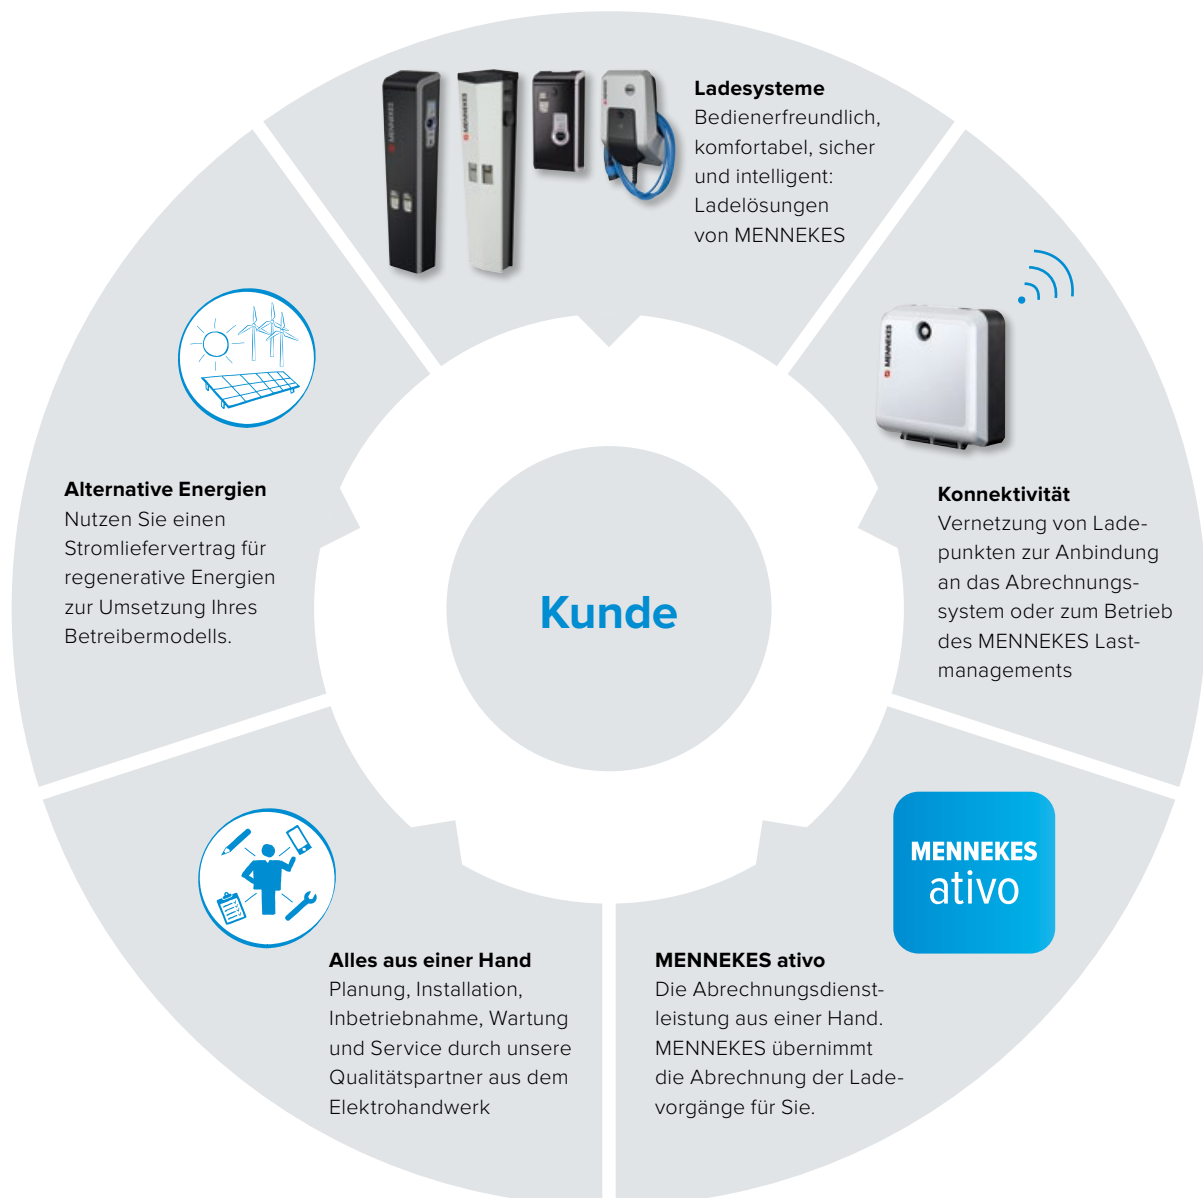 Ladesysteme
Bedienerfreundlich,
komfortabel, sicher
und intelligent:
Ladelösungen
von MENNEKES
MENNEKES
MENNEKES
MENNEKES
Konnektivität
Vernetzung von Lade-
punkten zur Anbindung
an das Abrechnungs-
system oder zum Betrieb
des MENNEKES Last-
managements
Alternative Energien
Nutzen Sie einen
Stromliefervertrag für
regenerative Energien
zur Umsetzung Ihres
Betreibermodells.
Kunde
MENNEKES
ativo
Alles aus einer Hand
Planung, Installation,
Inbetriebnahme, Wartung
und Service durch unsere
Qualitätspartner aus dem
Elektrohandwerk
MENNEKES ativo
Die Abrechnungsdienst-
leistung aus einer Hand.
MENNEKES übernimmt
die Abrechnung der Lade-
vorgänge für Sie.